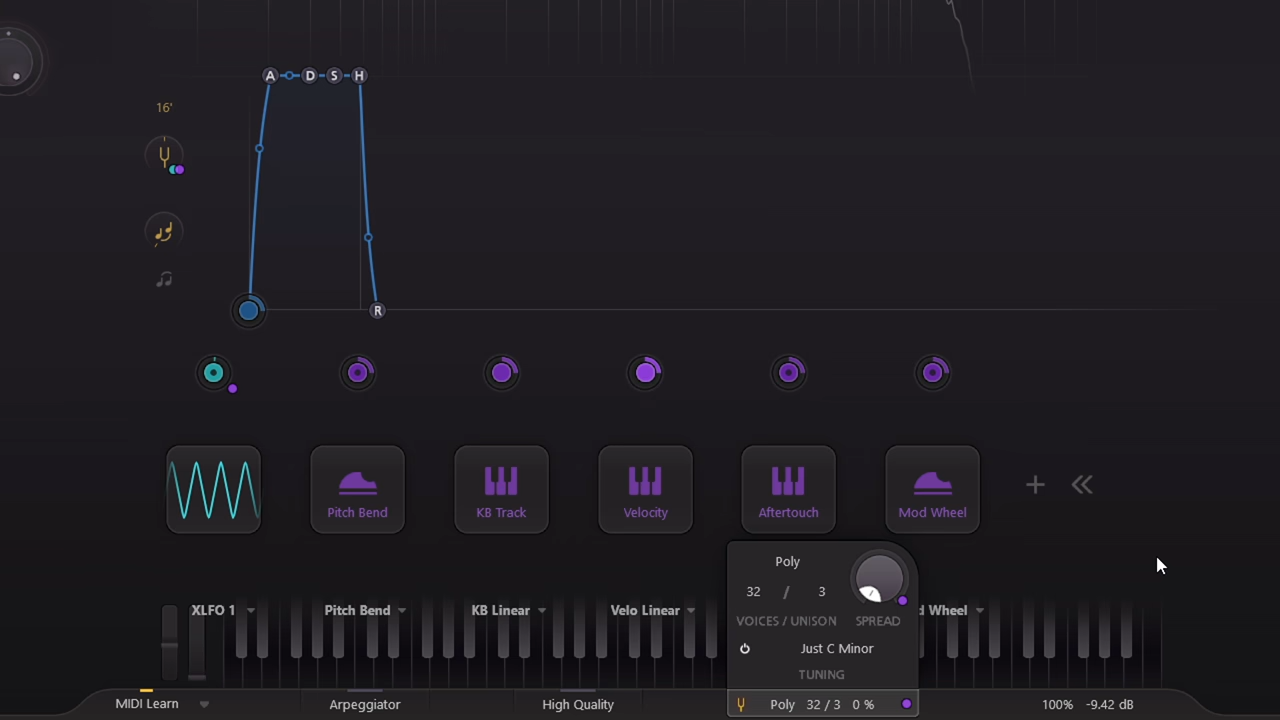 A D S H
16'
R
Pitch Bend KB Track Velocity Aftertouch Mod Wheel
Poly
32 / 3
XLFO 1 Pitch Bend KB Linear Velo Linear d Wheel
VOICES / UNISON SPREAD
Just C Minor
TUNING
MIDI Learn Arpeggiator High Quality Poly 32 / 3 0 % 100% -9.42 dB